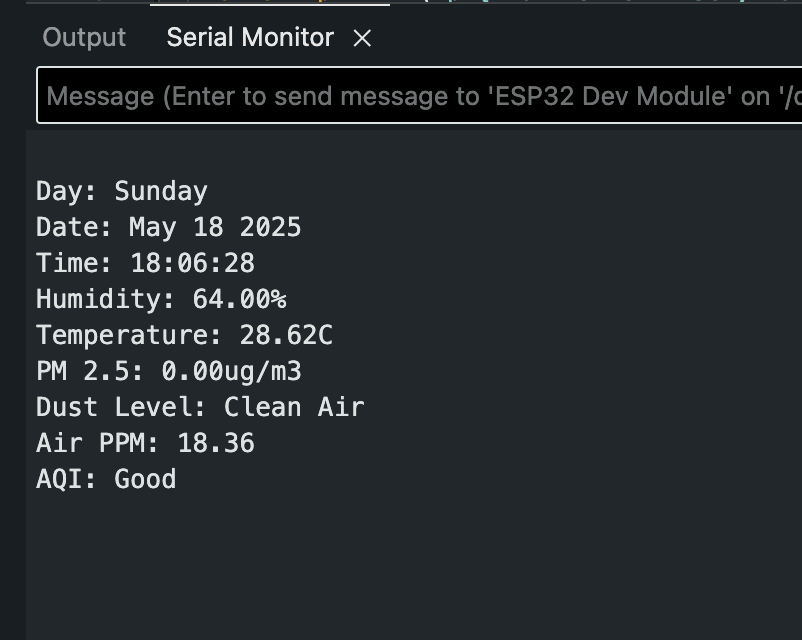 Output Serial Monitor
Message (Enter to send message to 'ESP32 Dev Module' on '/
Day: Sunday
Date: May 18 2025
Time: 18:06:28
Humidity: 64.00%
Temperature: 28.62C
PM 2.5: 0.00ug/m3
Dust Level: Clean Air
Air PPM: 18.36
AQI: Good